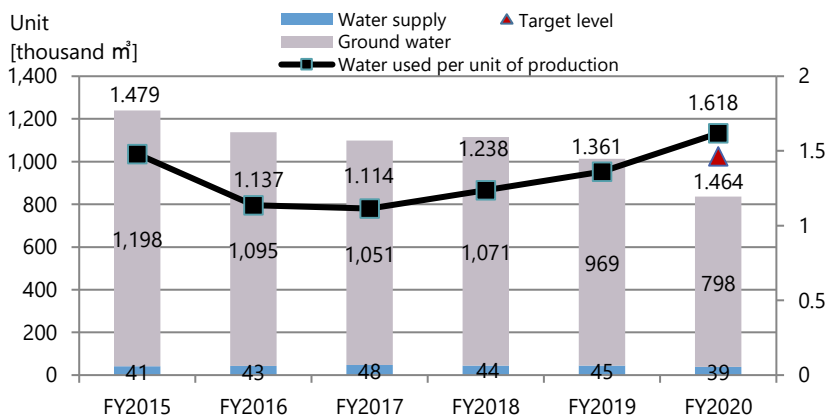 Unit
[thousand ㎥]
Water supply
Target level
Ground water
Water used per unit of production
1,400
1,200
1,000
800
600
400
200
0
2
1.5
1
0.5
0
1.479
1.137
1.114
1.238
1.361
1.618
1.464
1,198
1,095
1,051
1,071
969
798
41
43
48
44
45
39
FY2015
FY2016
FY2017
FY2018
FY2019
FY2020